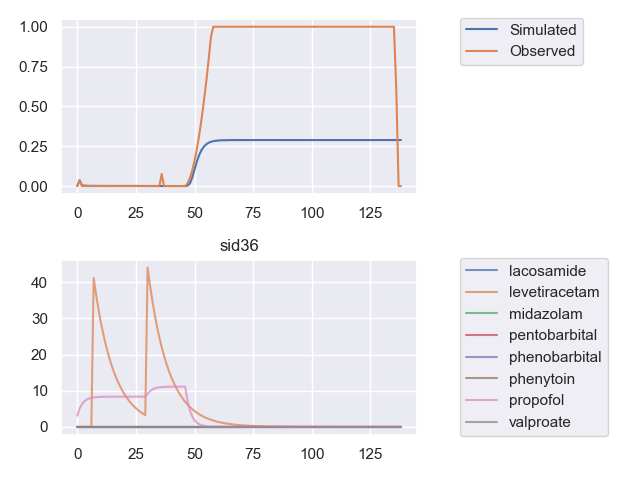 1.00
0.75
0.50
0.25
0.00
0 25 50 75 100 125
Simulated
Observed
sid36
40
30
20
10
0
0 25 50 75 100 125
lacosamide
levetiracetam
midazolam
pentobarbital
phenobarbital
phenytoin
propofol
valproate